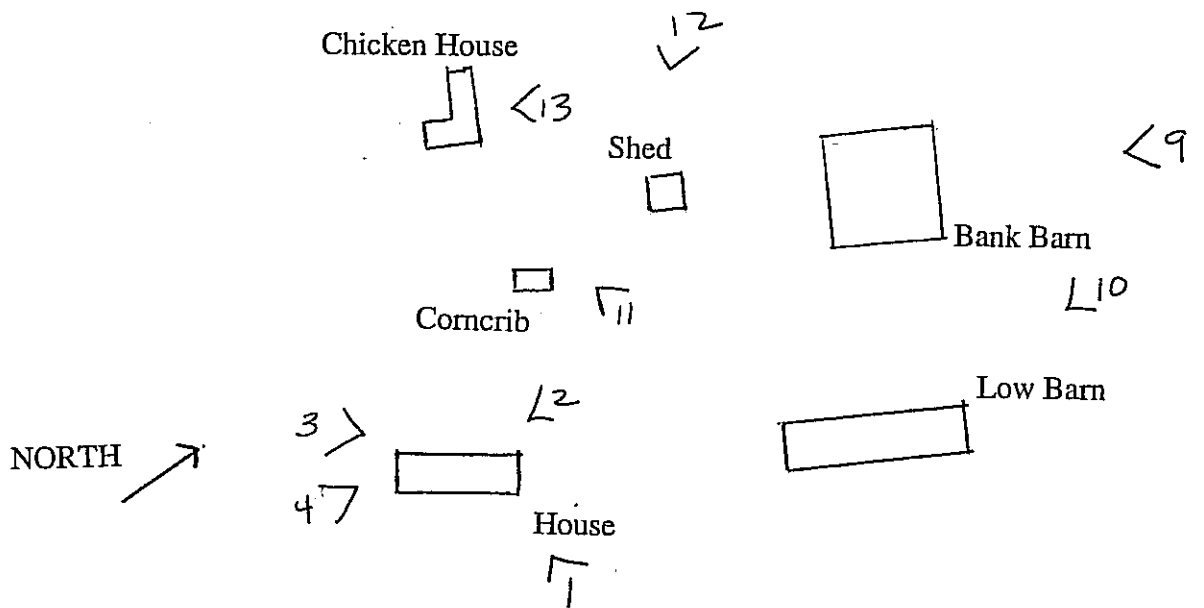 12
Chicken House
13
Shed
9
Bank Barn
10
11
Corncrib
Low Barn
2
3
NORTH
4
House
1